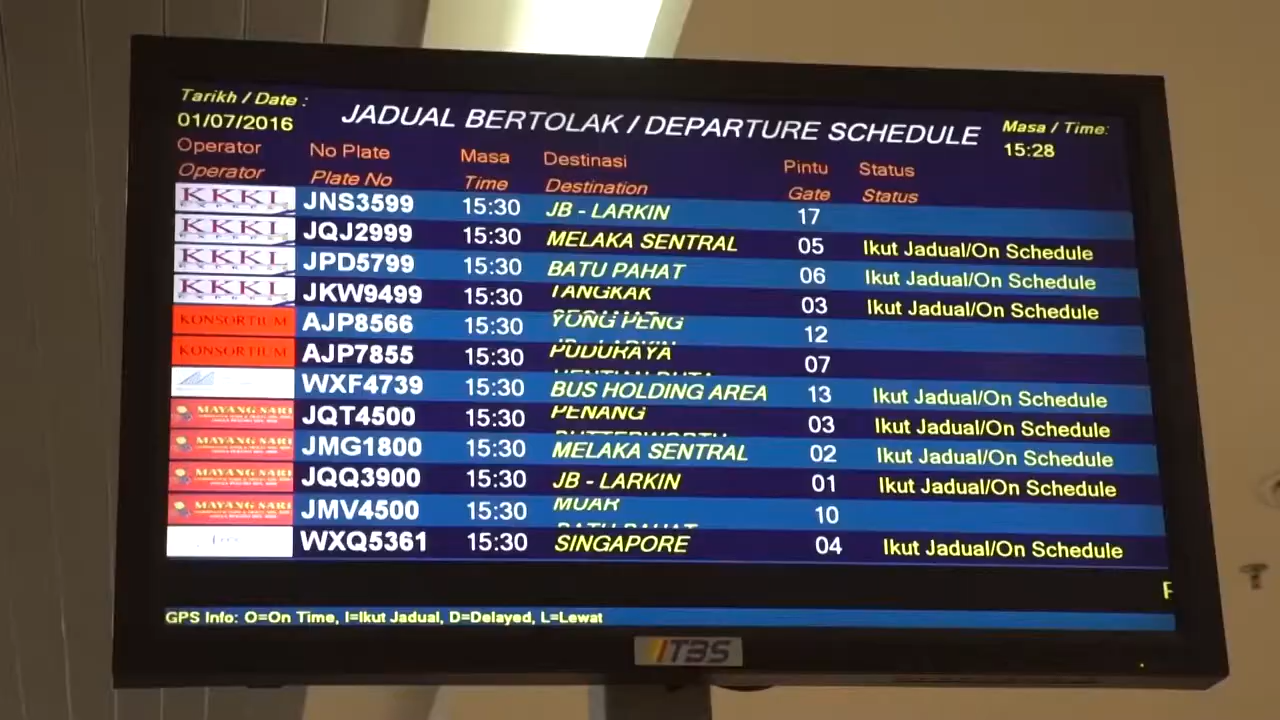 Tarikh / Date :
01/07/2016
JADUAL BERTOLAK / DEPARTURE SCHEDULE
Masa / Time:
15:28
Operator No Plate Masa Destinasi Pintu Status
Operator Plate No Time Destination Gate Status
KKKL JNS3599 15:30 JB - LARKIN 17
KKKL JQJ2999 15:30 MELAKA SENTRAL 05 Ikut Jadual/On Schedule
KKKL JPD5799 15:30 BATU PAHAT 06 Ikut Jadual/On Schedule
KKKL JKW9499 15:30 TANGKAK 03 Ikut Jadual/On Schedule
KONSORTIUM AJP8566 15:30 YONG PENG 12
KONSORTIUM AJP7855 15:30 PUDURAYA 07
WXF4739 15:30 BUS HOLDING AREA 13 Ikut Jadual/On Schedule
MAYANG SARI JQT4500 15:30 PENANG 03 Ikut Jadual/On Schedule
MAYANG SARI JMG1800 15:30 MELAKA SENTRAL 02 Ikut Jadual/On Schedule
MAYANG SARI JQQ3900 15:30 JB - LARKIN 01 Ikut Jadual/On Schedule
MAYANG SARI JMV4500 15:30 MUAR 10
WXQ5361 15:30 SINGAPORE 04 Ikut Jadual/On Schedule
GPS Info: O=On Time, I=Ikut Jadual, D=Delayed, L=Lewat
TBS